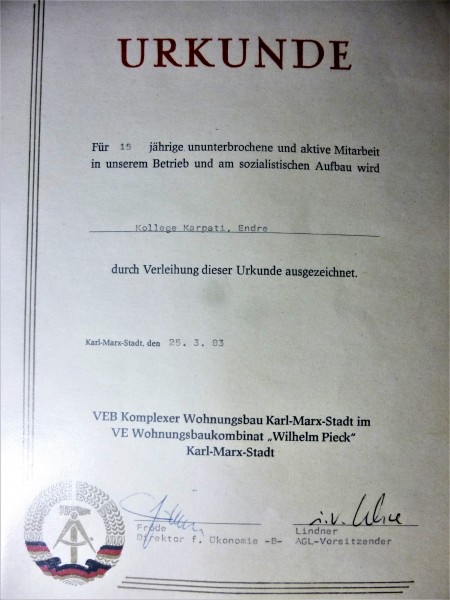 URKUNDE
Für 15 jährige ununterbrochene und aktive Mitarbeit
in unserem Betrieb und am sozialistischen Aufbau wird
Kollege Karpati, Endre
durch Verleihung dieser Urkunde ausgezeichnet.
Karl-Marx-Stadt, den 25. 3. 83
VEB Komplexer Wohnungsbau Karl-Marx-Stadt im
VE Wohnungsbaukombinat „Wilhelm Pieck"
Karl-Marx-Stadt
i.V.
Fröde Lindner
Direktor f. Ökonomie -B- AGL-Vorsitzender